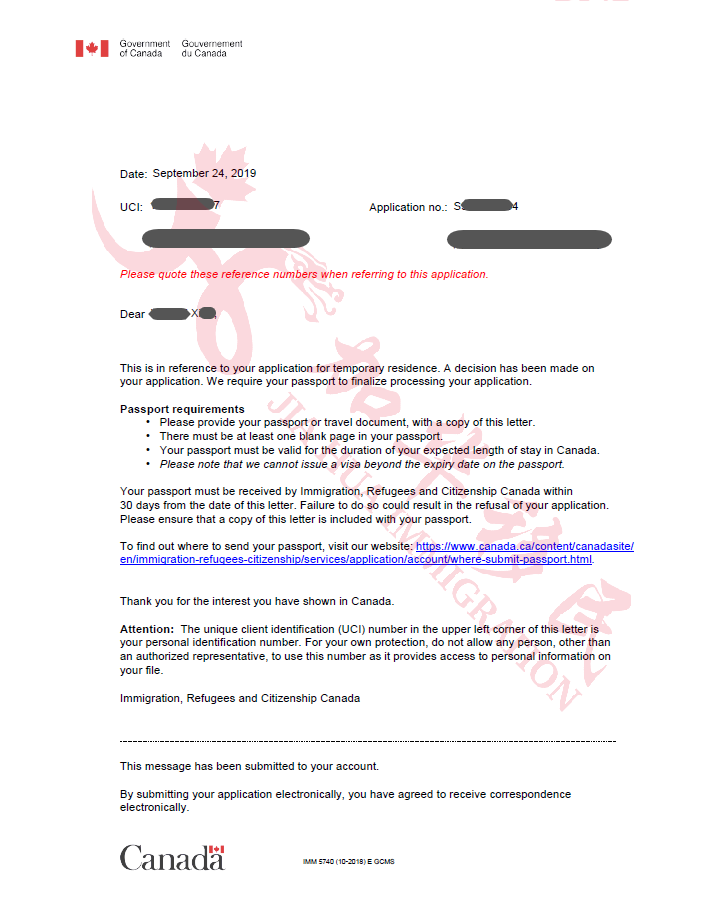 Government Gouvernement
of Canada du Canada
Date: September 24, 2019
UCI: 7 Application no.: S 4
Please quote these reference numbers when referring to this application.
Dear X
This is in reference to your application for temporary residence. A decision has been made on
your application. We require your passport to finalize processing your application.
Passport requirements
• Please provide your passport or travel document, with a copy of this letter.
• There must be at least one blank page in your passport.
• Your passport must be valid for the duration of your expected length of stay in Canada.
• Please note that we cannot issue a visa beyond the expiry date on the passport.
Your passport must be received by Immigration, Refugees and Citizenship Canada within
30 days from the date of this letter. Failure to do so could result in the refusal of your application.
Please ensure that a copy of this letter is included with your passport.
To find out where to send your passport, visit our website: https://www.canada.ca/content/canadasite/
en/immigration-refugees-citizenship/services/application/account/where-submit-passport.html.
Thank you for the interest you have shown in Canada.
Attention: The unique client identification (UCI) number in the upper left corner of this letter is
your personal identification number. For your own protection, do not allow any person, other than
an authorized representative, to use this number as it provides access to personal information on
your file.
Immigration, Refugees and Citizenship Canada
This message has been submitted to your account.
By submitting your application electronically, you have agreed to receive correspondence
electronically.
Canada
IMM 5740 (10-2018) E GCMS
加华移民
JIAHUA IMMIGRATION